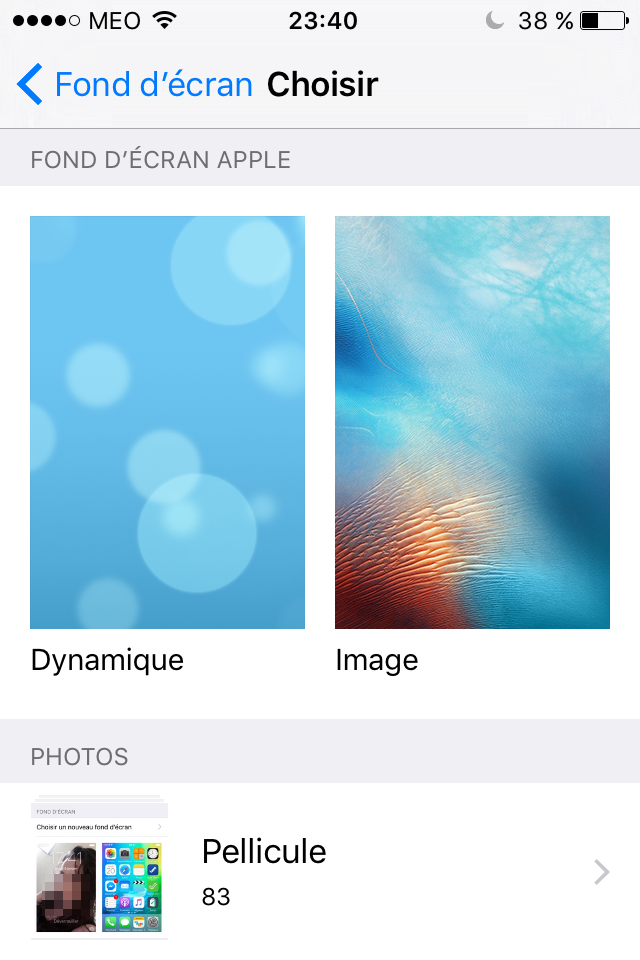 MEO 23:40 38 %
Fond d’écran Choisir
FOND D’ÉCRAN APPLE
Dynamique Image
PHOTOS
FOND D’ÉCRAN
Choisir un nouveau fond d’écran
Pellicule
83